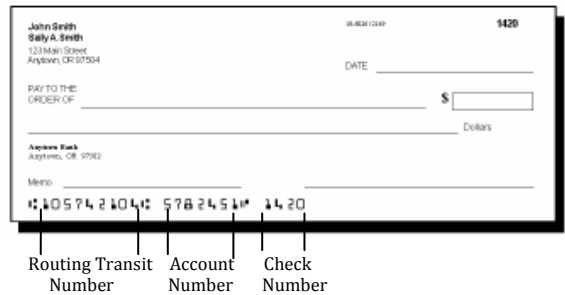 John Smith
Sally A. Smith
123 Main Street
Anytown, OR 97504
1420
DATE
PAY TO THE
ORDER OF
$
Dollars
Anytown Bank
Anytown, OR 97502
Memo
⑆105742104⑆ 5782451⑈ 1420
Routing Transit Number
Account Number
Check Number